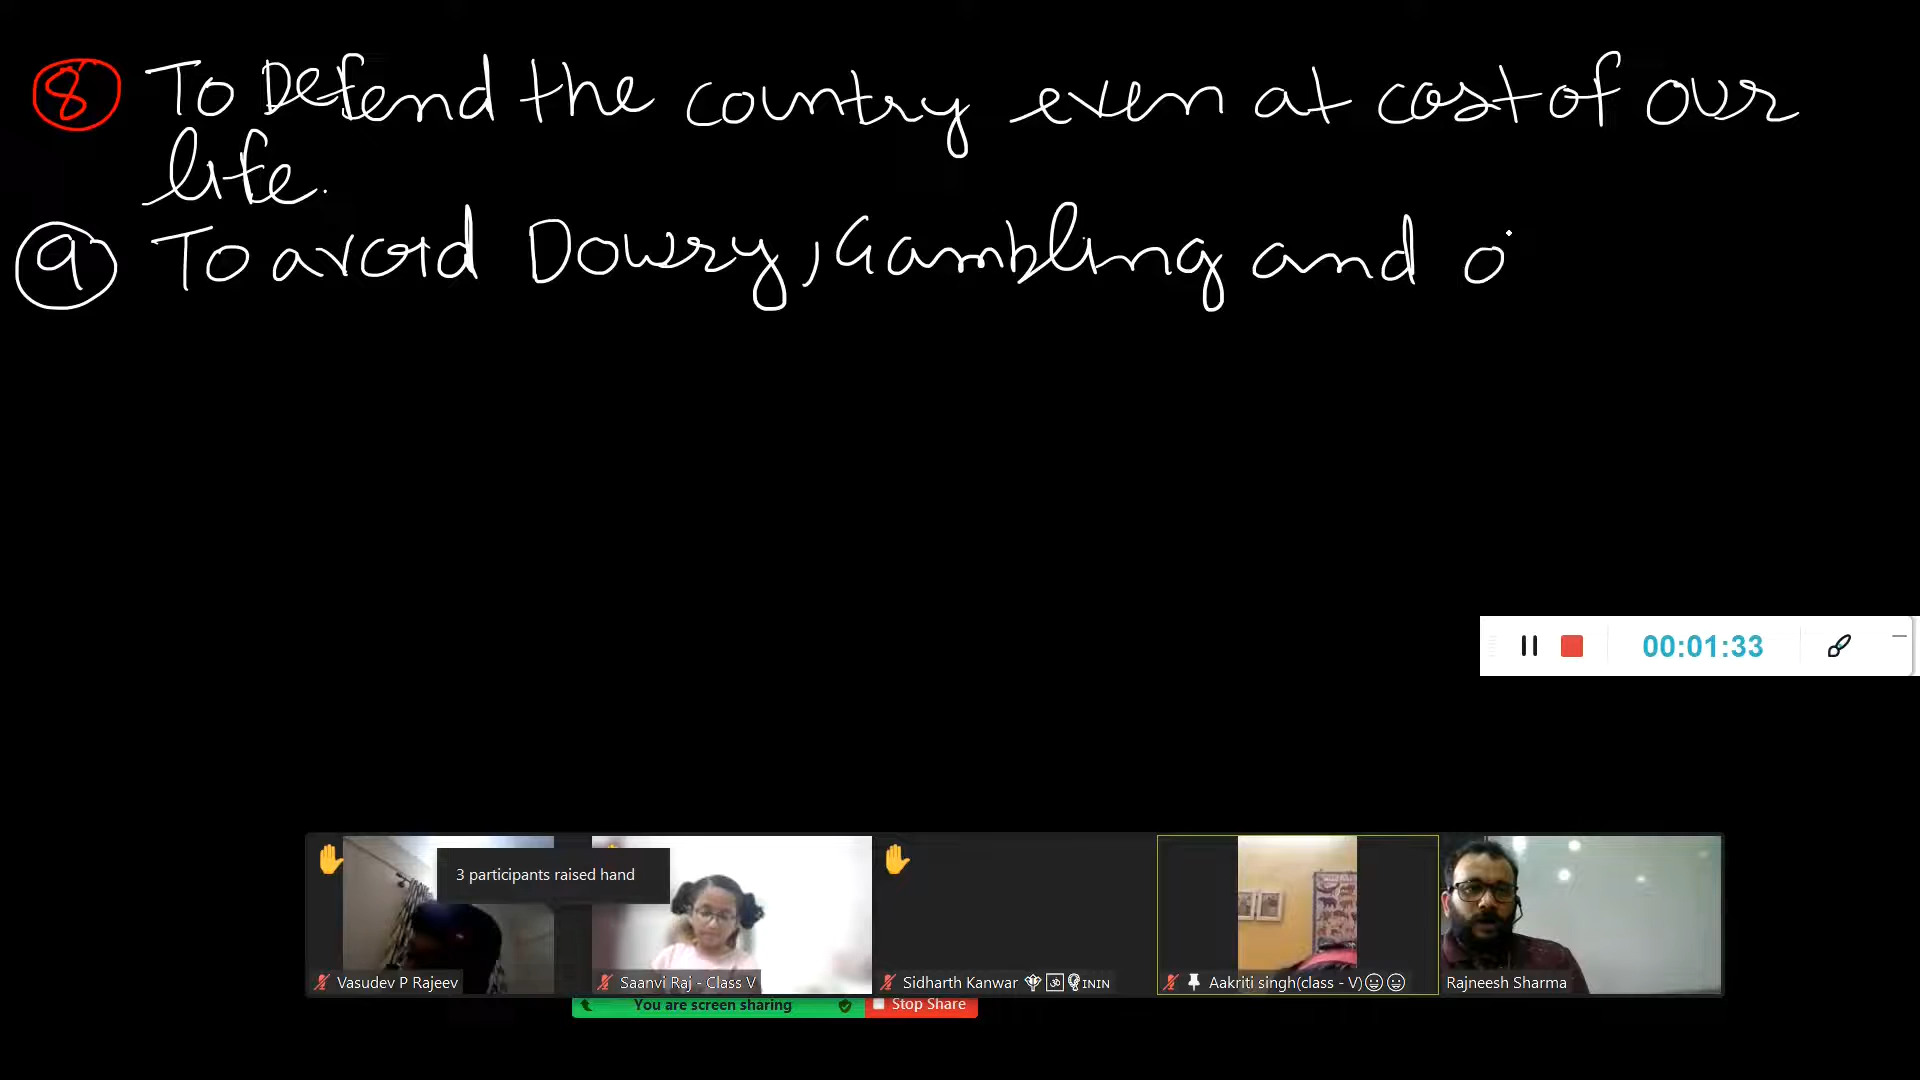 8 To Defend the country even at cost of our
life.
9 To avoid Dowry, Gambling and o
00:01:33
3 participants raised hand
Vasudev P Rajeev
Saanvi Raj - Class V
Sidharth Kanwar ININ
Aakriti singh(class - V)
Rajneesh Sharma
You are screen sharing
Stop Share